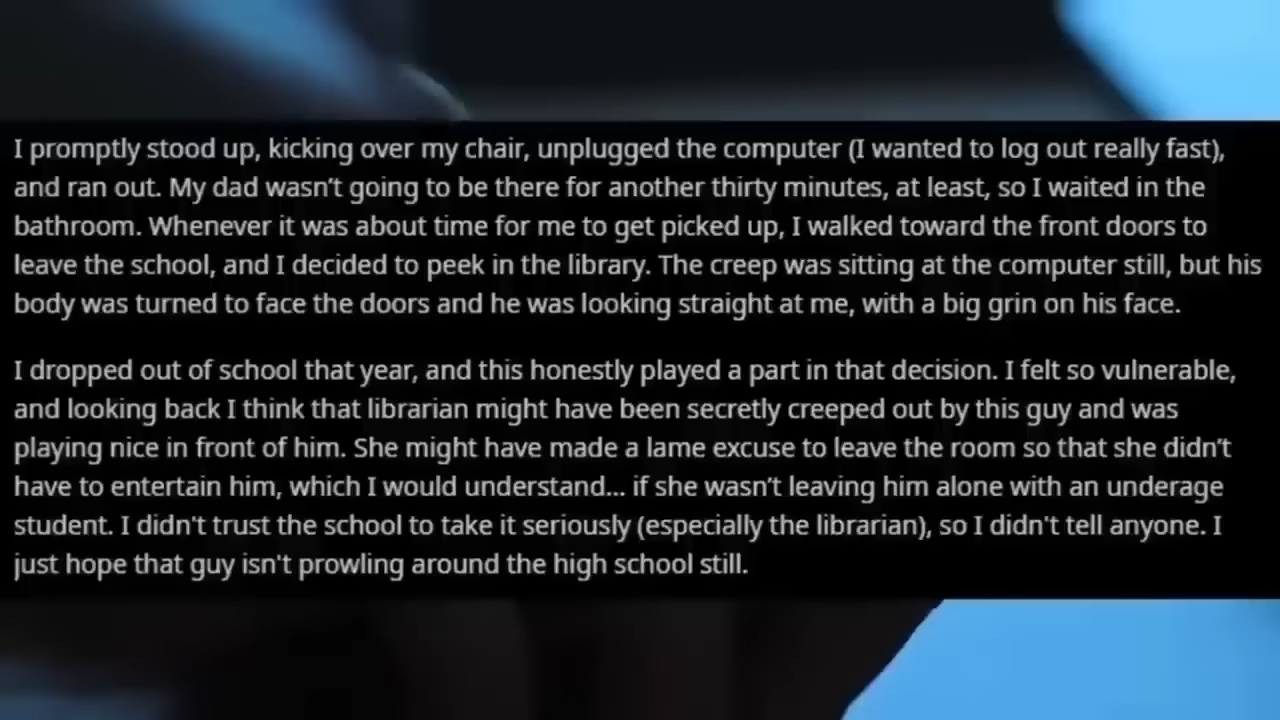 I promptly stood up, kicking over my chair, unplugged the computer (I wanted to log out really fast),
and ran out. My dad wasn’t going to be there for another thirty minutes, at least, so I waited in the
bathroom. Whenever it was about time for me to get picked up, I walked toward the front doors to
leave the school, and I decided to peek in the library. The creep was sitting at the computer still, but his
body was turned to face the doors and he was looking straight at me, with a big grin on his face.
I dropped out of school that year, and this honestly played a part in that decision. I felt so vulnerable,
and looking back I think that librarian might have been secretly creeped out by this guy and was
playing nice in front of him. She might have made a lame excuse to leave the room so that she didn’t
have to entertain him, which I would understand... if she wasn’t leaving him alone with an underage
student. I didn't trust the school to take it seriously (especially the librarian), so I didn't tell anyone. I
just hope that guy isn't prowling around the high school still.